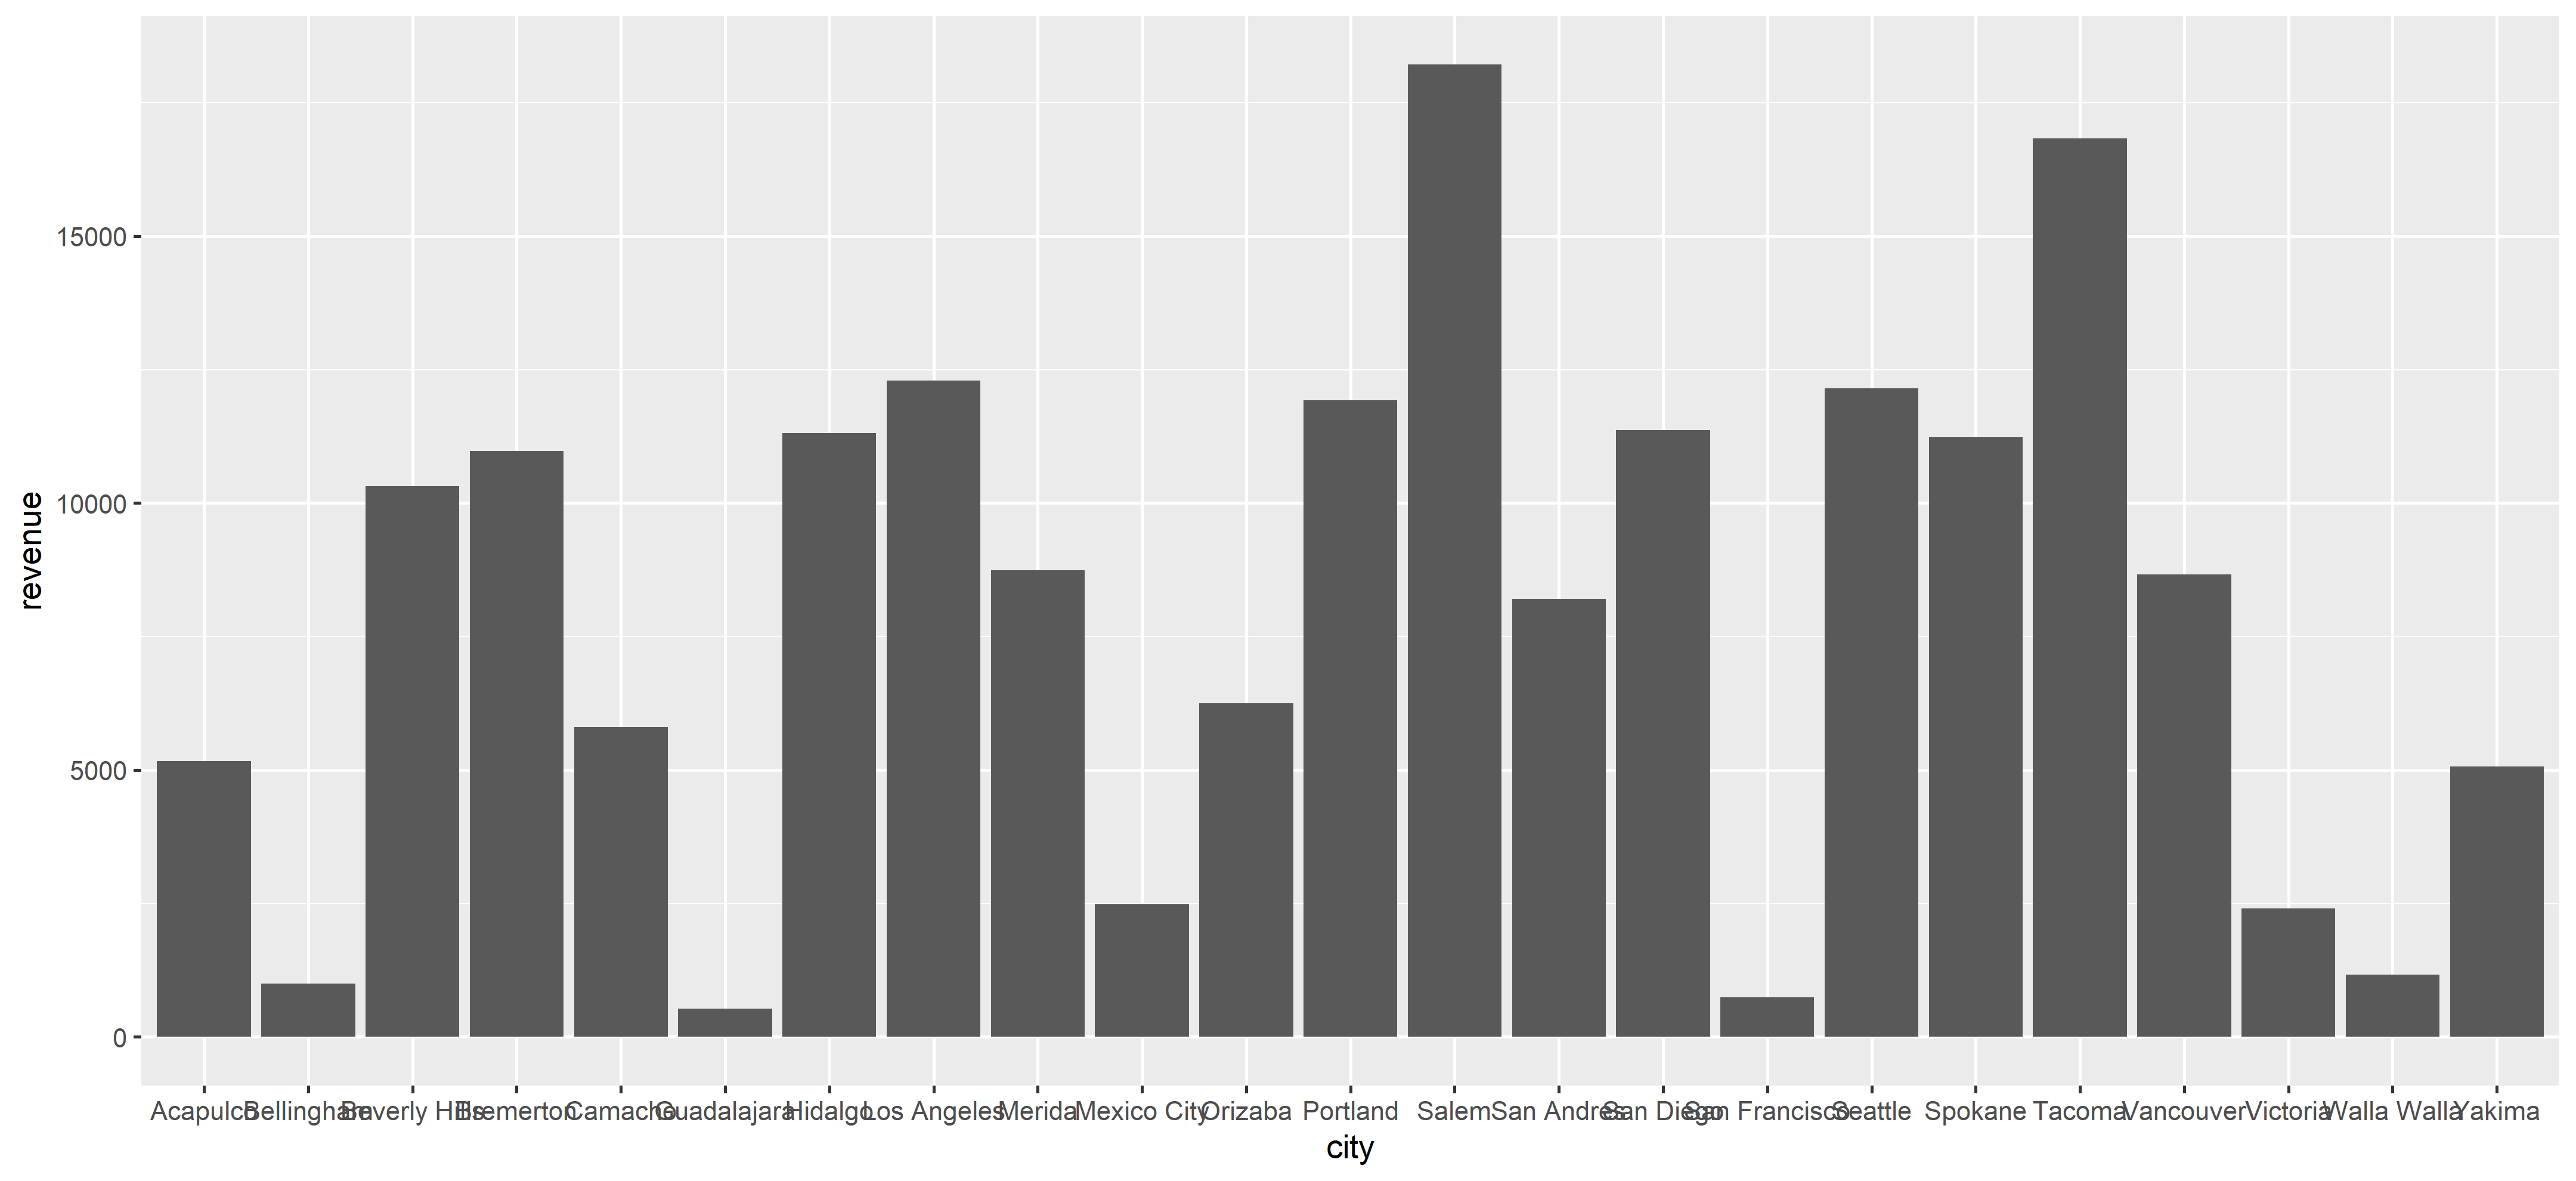 revenue
15000
10000
5000
0
Acapulco Bellingham Beverly Hills Bremerton Camacho Guadalajara Hidalgo Los Angeles Merida Mexico City Orizaba Portland Salem San Andres San Diego San Francisco Seattle Spokane Tacoma Vancouver Victoria Walla Walla Yakima
city